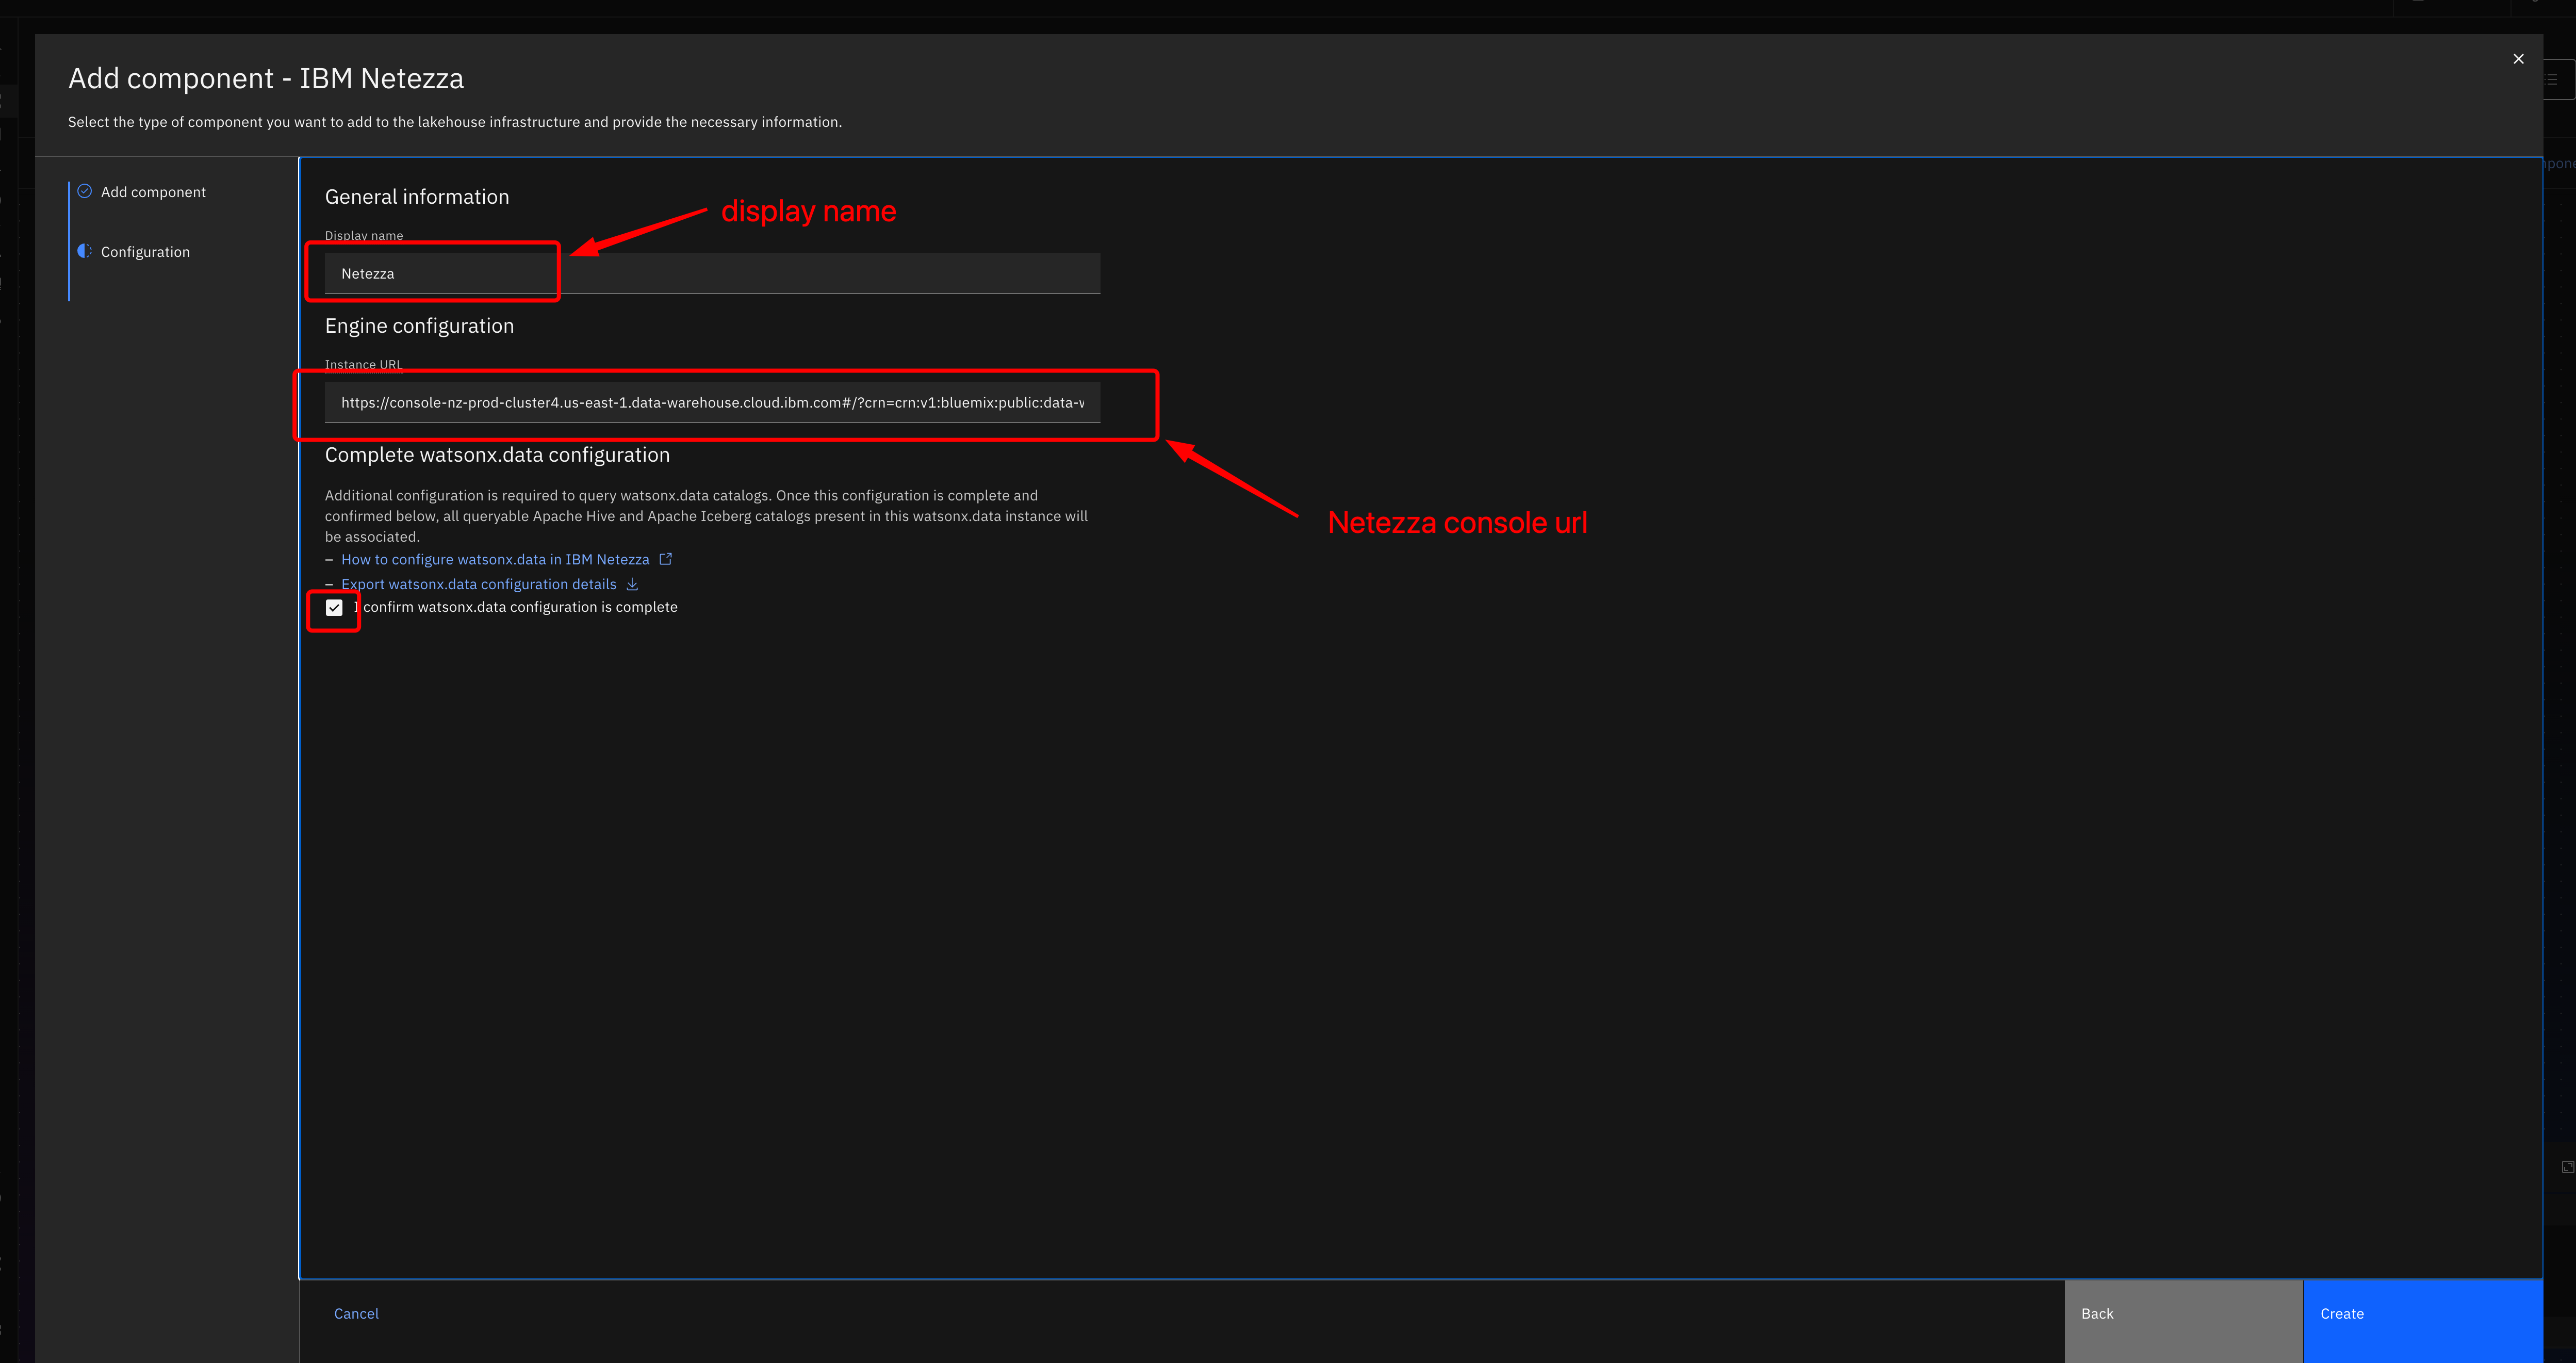 Add component - IBM Netezza
Select the type of component you want to add to the lakehouse infrastructure and provide the necessary information.
Add component
Configuration
General information
display name
Display name
Netezza
Engine configuration
Instance URL
https://console-nz-prod-cluster4.us-east-1.data-warehouse.cloud.ibm.com#/?crn=crn:v1:bluemix:public:data-v
Netezza console url
Complete watsonx.data configuration
Additional configuration is required to query watsonx.data catalogs. Once this configuration is complete and
confirmed below, all queryable Apache Hive and Apache Iceberg catalogs present in this watsonx.data instance will
be associated.
– How to configure watsonx.data in IBM Netezza
– Export watsonx.data configuration details
I confirm watsonx.data configuration is complete
Cancel
Back
Create